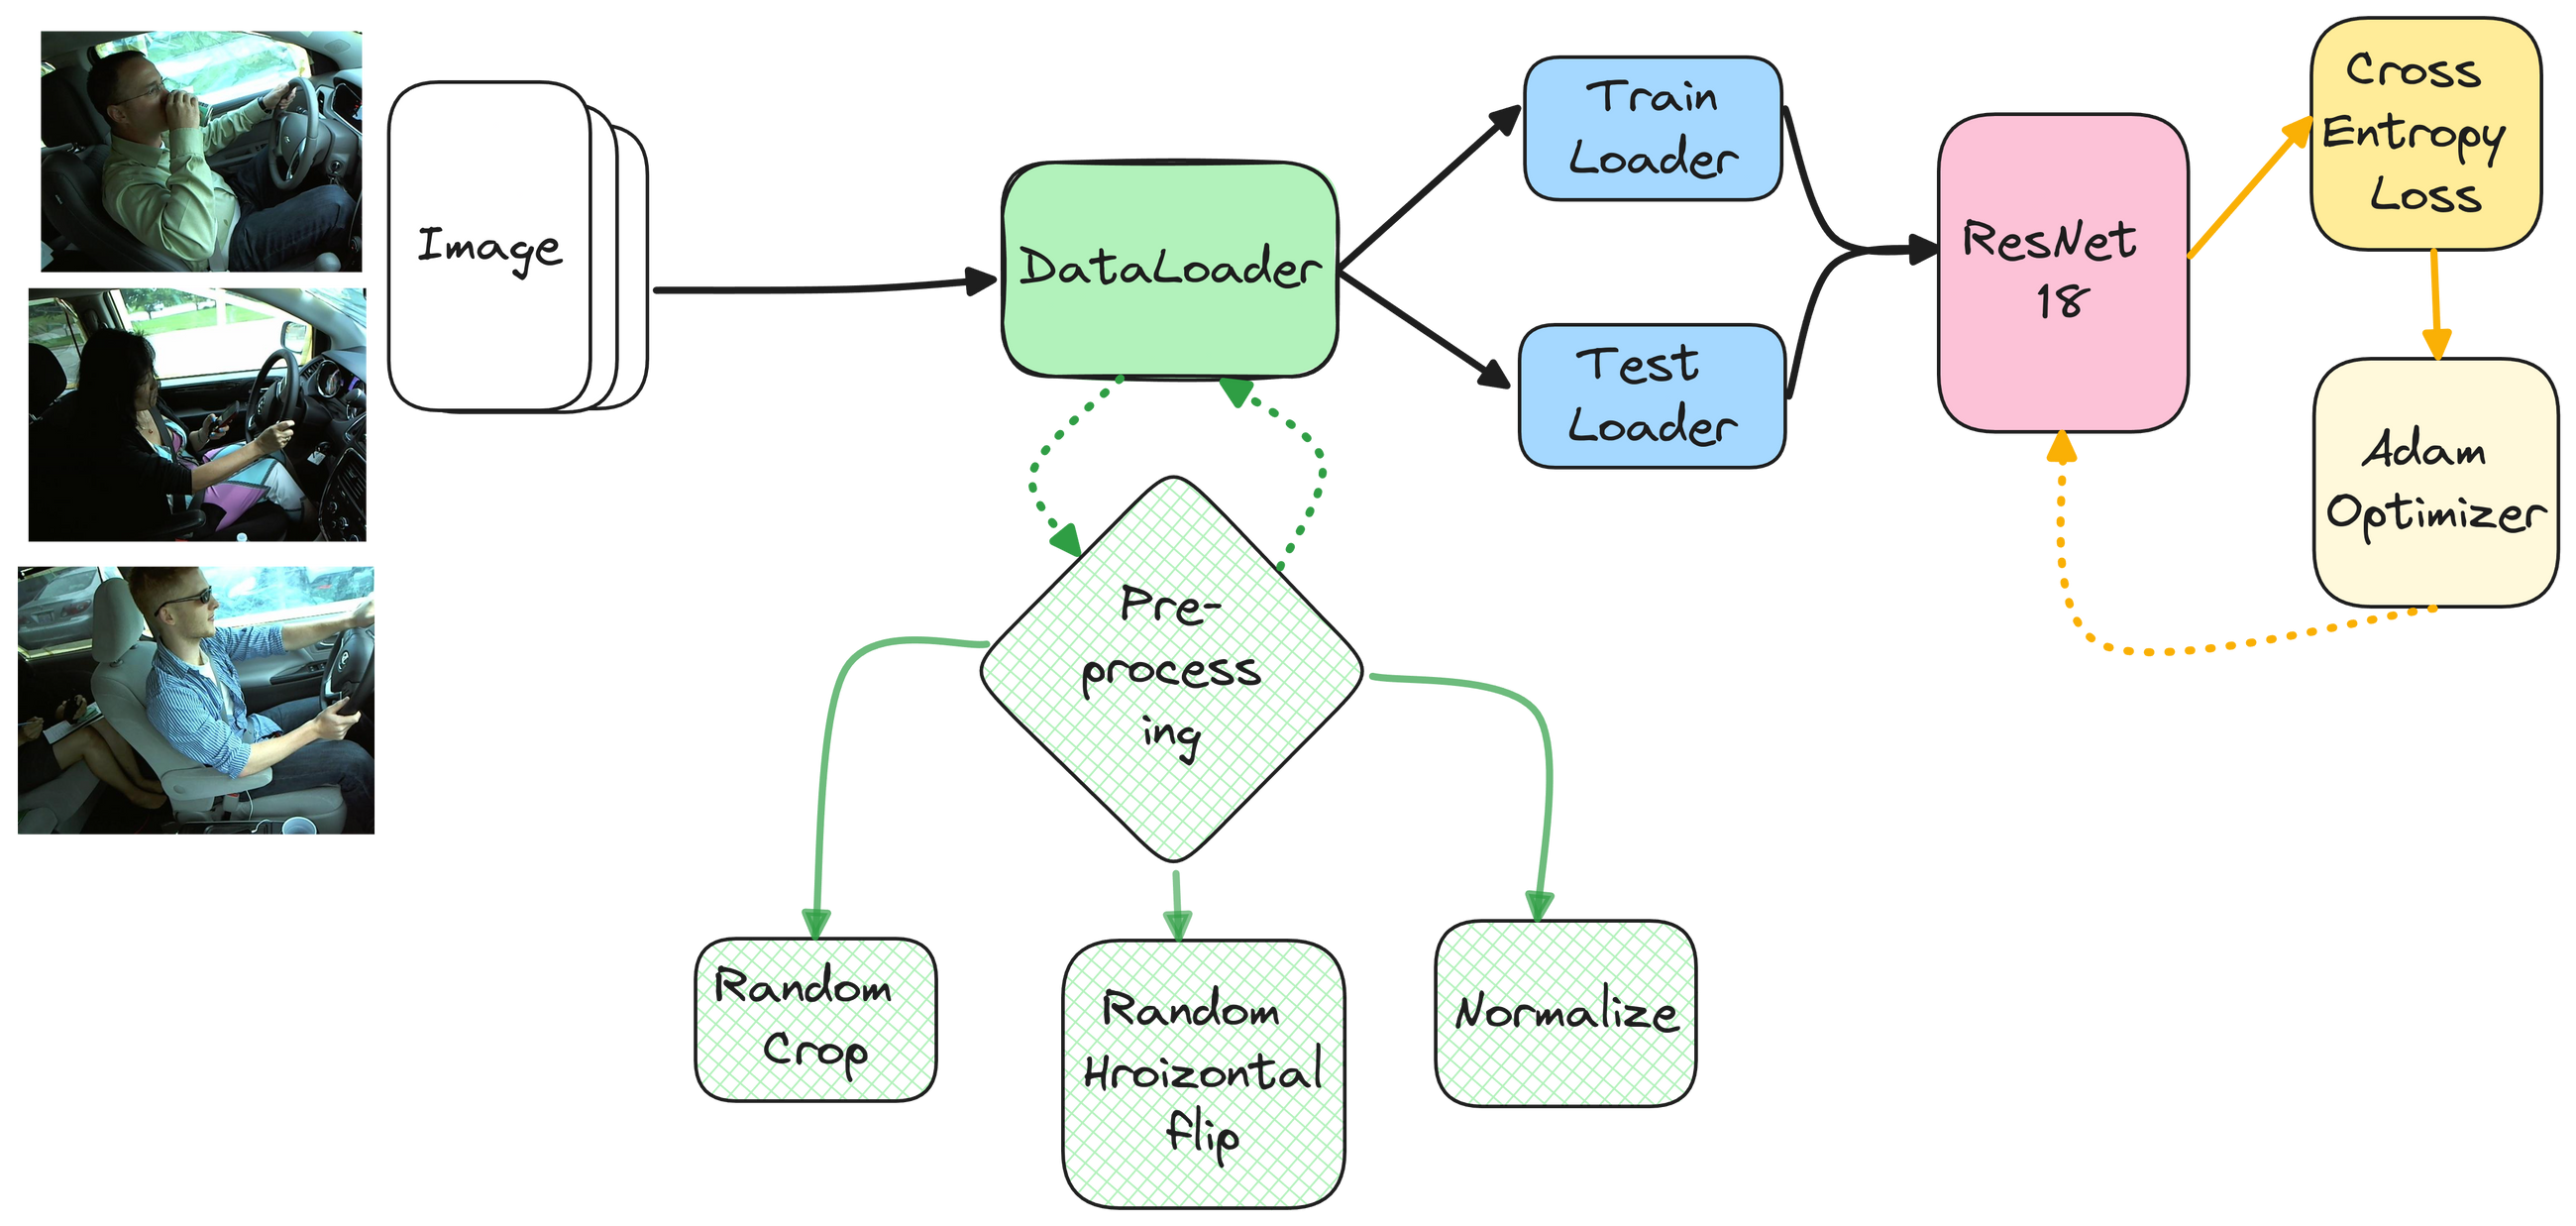 Image
DataLoader
Train
Loader
Test
Loader
ResNet
18
Cross
Entropy
Loss
Adam
Optimizer
Pre-
process
ing
Random
Crop
Random
Hroizontal
flip
Normalize